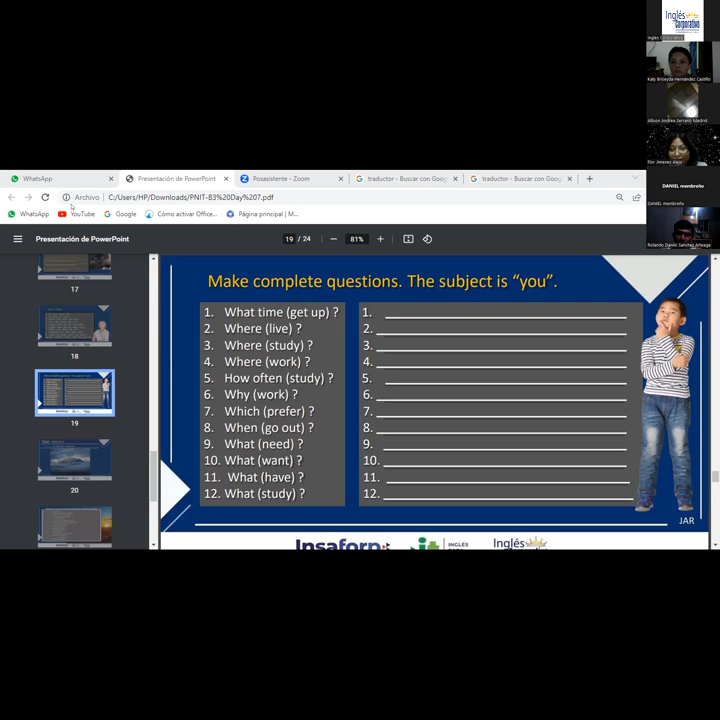 Inglés
Corporativo
Katy Briseyda Hernández Castillo
Allison Andrea Serrano Madrid
Flor Jimenez Alejo
DANIEL membreño
DANIEL membreño
Rolando Danilo Sanchez Arteaga
WhatsApp
Presentación de PowerPoint
Posasistente - Zoom
traductor - Buscar con Goog
traductor - Buscar con Goog
Archivo
C:/Users/HP/Downloads/PNIT-83%20Day%207.pdf
WhatsApp
YouTube
Google
Cómo activar Office...
Página principal | M...
Presentación de PowerPoint
19 / 24
81%
17
18
19
20
Make complete questions. The subject is “you”.
1. What time (get up) ?
2. Where (live) ?
3. Where (study) ?
4. Where (work) ?
5. How often (study) ?
6. Why (work) ?
7. Which (prefer) ?
8. When (go out) ?
9. What (need) ?
10. What (want) ?
11. What (have) ?
12. What (study) ?
1.
2.
3.
4.
5.
6.
7.
8.
9.
10.
11.
12.
JAR
Insaforp
INGLÉS
Inglés